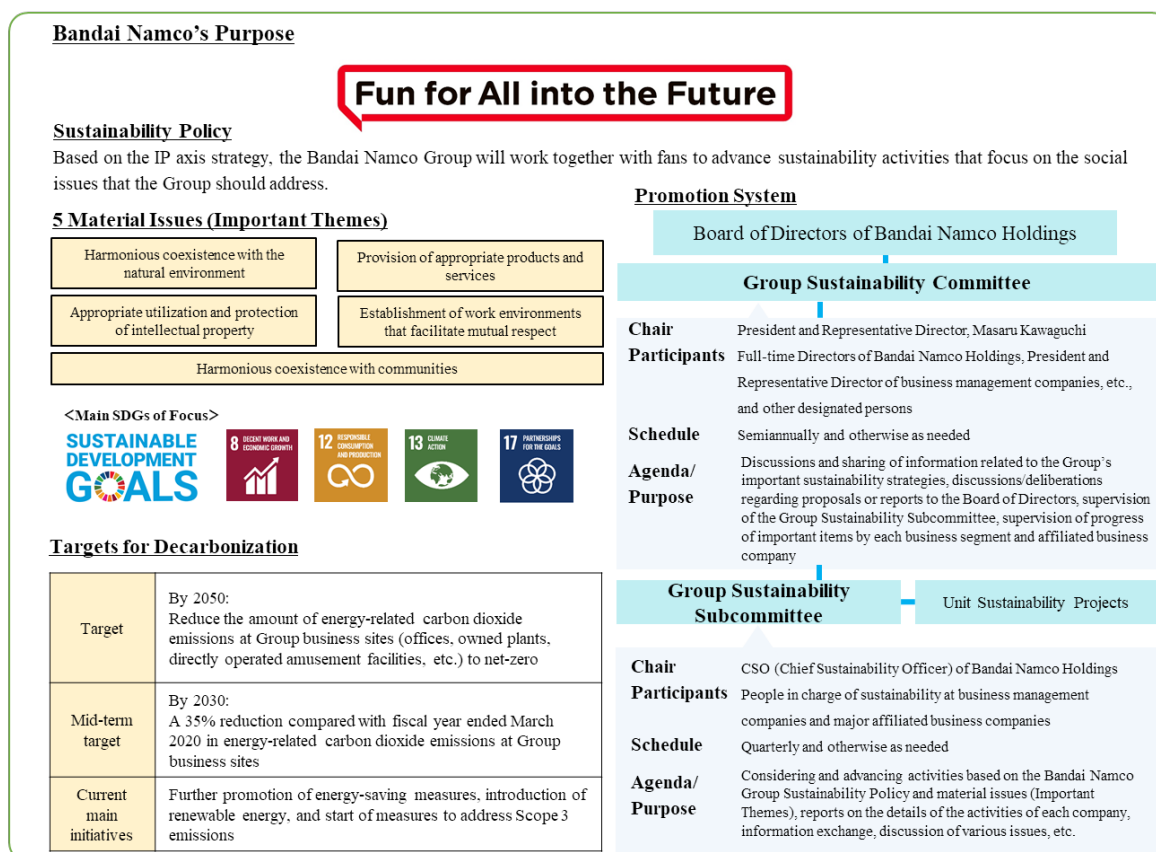 Bandai Namco's Purpose
Fun for All into the Future
Sustainability Policy
Based on the IP axis strategy, the Bandai Namco Group will work together with fans to advance sustainability activities that focus on the social
issues that the Group should address.
5 Material Issues (Important Themes)
Harmonious coexistence with the
natural environment
Provision of appropriate products and
services
Appropriate utilization and protection
of intellectual property
Establishment of work environments
that facilitate mutual respect
Harmonious coexistence with communities
<Main SDGs of Focus>
SUSTAINABLE
DEVELOPMENT
GOALS
8 DECENT WORK AND
ECONOMIC GROWTH
12 RESPONSIBLE
CONSUMPTION
AND PRODUCTION
13 CLIMATE
ACTION
17 PARTNERSHIPS
FOR THE GOALS
Targets for Decarbonization
Target
By 2050:
Reduce the amount of energy-related carbon dioxide
emissions at Group business sites (offices, owned plants,
directly operated amusement facilities, etc.) to net-zero
Mid-term
target
By 2030:
A 35% reduction compared with fiscal year ended March
2020 in energy-related carbon dioxide emissions at Group
business sites
Current
main
initiatives
Further promotion of energy-saving measures, introduction of
renewable energy, and start of measures to address Scope 3
emissions
Promotion System
Board of Directors of Bandai Namco Holdings
Group Sustainability Committee
Chair
President and Representative Director, Masaru Kawaguchi
Participants
Full-time Directors of Bandai Namco Holdings, President and
Representative Director of business management companies, etc.,
and other designated persons
Schedule
Semiannually and otherwise as needed
Agenda/
Purpose
Discussions and sharing of information related to the Group's
important sustainability strategies, discussions/deliberations
regarding proposals or reports to the Board of Directors, supervision
of the Group Sustainability Subcommittee, supervision of progress
of important items by each business segment and affiliated business
company
Group Sustainability
Subcommittee
Unit Sustainability Projects
Chair
CSO (Chief Sustainability Officer) of Bandai Namco Holdings
Participants
People in charge of sustainability at business management
companies and major affiliated business companies
Schedule
Quarterly and otherwise as needed
Agenda/
Purpose
Considering and advancing activities based on the Bandai Namco
Group Sustainability Policy and material issues (Important
Themes), reports on the details of the activities of each company,
information exchange, discussion of various issues, etc.